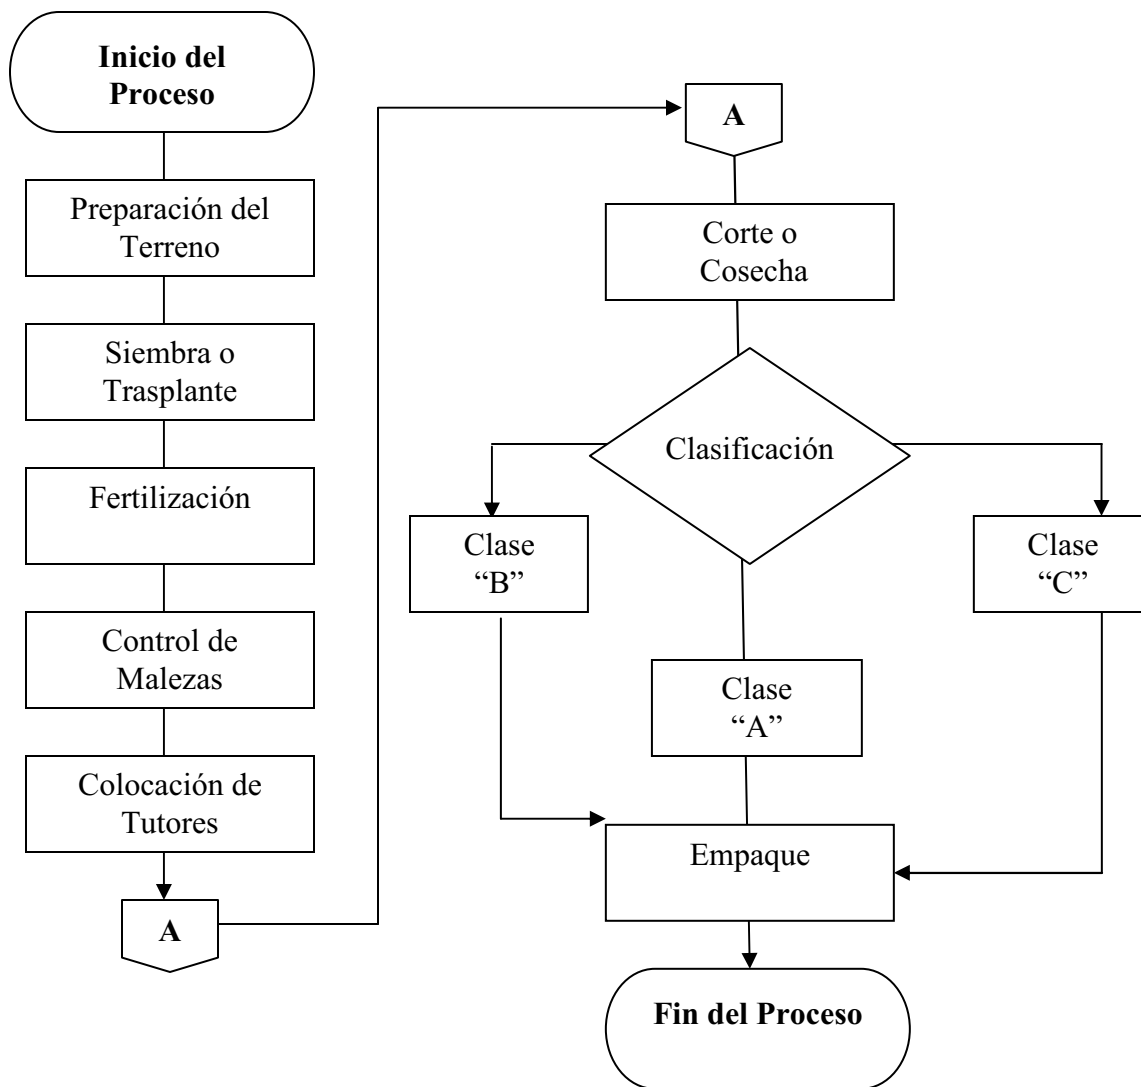 Inicio del
Proceso
Preparación del
Terreno
Siembra o
Trasplante
Fertilización
Control de
Malezas
Colocación de
Tutores
A
A
Corte o
Cosecha
Clasificación
Clase
“B”
Clase
“C”
Clase
“A”
Empaque
Fin del Proceso